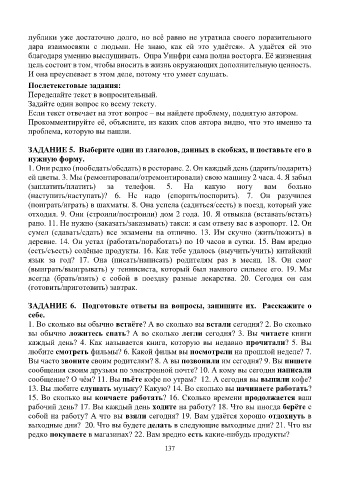 публики уже достаточно долго, но всё равно не утратила своего поразительного
дара взаимосвязи с людьми. Не знаю, как ей это удаётся». А удаётся ей это
благодаря умению выслушивать. Опра Уинфри сама полна восторга. Её жизненная
цель состоит в том, чтобы вносить в жизнь окружающих дополнительную ценность.
И она преуспевает в этом деле, потому что умеет слушать.
Послетекстовые задания:
Переделайте текст в вопросительный.
Задайте один вопрос ко всему тексту.
Если текст отвечает на этот вопрос – вы найдете проблему, поднятую автором.
Прокомментируйте её, объясните, из каких слов автора видно, что это именно та
проблема, которую вы нашли.
ЗАДАНИЕ 5. Выберите один из глаголов, данных в скобках, и поставьте его в
нужную форму.
1. Они редко (пообедать/обедать) в ресторане. 2. Он каждый день (дарить/подарить)
ей цветы. 3. Мы (ремонтировали/отремонтировали) свою машину 2 часа. 4. Я забыл
(заплатить/платить) за телефон. 5. На какую ногу вам больно
(наступить/наступать)? 6. Не надо (спорить/поспорить). 7. Он разучился
(поиграть/играть) в шахматы. 8. Она успела (садиться/сесть) в поезд, который уже
отходил. 9. Они (строили/построили) дом 2 года. 10. Я отвыкла (вставать/встать)
рано. 11. Не нужно (заказать/заказывать) такси: я сам отвезу вас в аэропорт. 12. Он
сумел (сдавать/сдать) все экзамены на отлично. 13. Им скучно (жить/ожить) в
деревне. 14. Он устал (работать/поработать) по 10 часов в сутки. 15. Вам вредно
(есть/съесть) солёные продукты. 16. Как тебе удалось (выучить/учить) китайский
язык за год? 17. Она (писать/написать) родителям раз в месяц. 18. Он смог
(выиграть/выигрывать) у теннисиста, который был намного сильнее его. 19. Мы
всегда (брать/взять) с собой в поездку разные лекарства. 20. Сегодня он сам
(готовить/приготовить) завтрак.
ЗАДАНИЕ 6. Подготовьте ответы на вопросы, запишите их. Расскажите о
себе.
1. Во сколько вы обычно встаёте? А во сколько вы встали сегодня? 2. Во сколько
вы обычно ложитесь спать? А во сколько легли сегодня? 3. Вы читаете книги
каждый день? 4. Как называется книга, которую вы недавно прочитали? 5. Вы
любите смотреть фильмы? 6. Какой фильм вы посмотрели на прошлой неделе? 7.
Вы часто звоните своим родителям? 8. А вы позвонили им сегодня? 9. Вы пишете
сообщения своим друзьям по электронной почте? 10. А кому вы сегодня написали
сообщение? О чём? 11. Вы пьёте кофе по утрам? 12. А сегодня вы выпили кофе?
13. Вы любите слушать музыку? Какую? 14. Во сколько вы начинаете работать?
15. Во сколько вы кончаете работать? 16. Сколько времени продолжается ваш
рабочий день? 17. Вы каждый день ходите на работу? 18. Что вы иногда берёте с
собой на работу? А что вы взяли сегодня? 19. Вам удаётся хорошо отдохнуть в
выходные дни? 20. Что вы будете делать в следующие выходные дни? 21. Что вы
редко покупаете в магазинах? 22. Вам вредно есть какие-нибудь продукты?
137